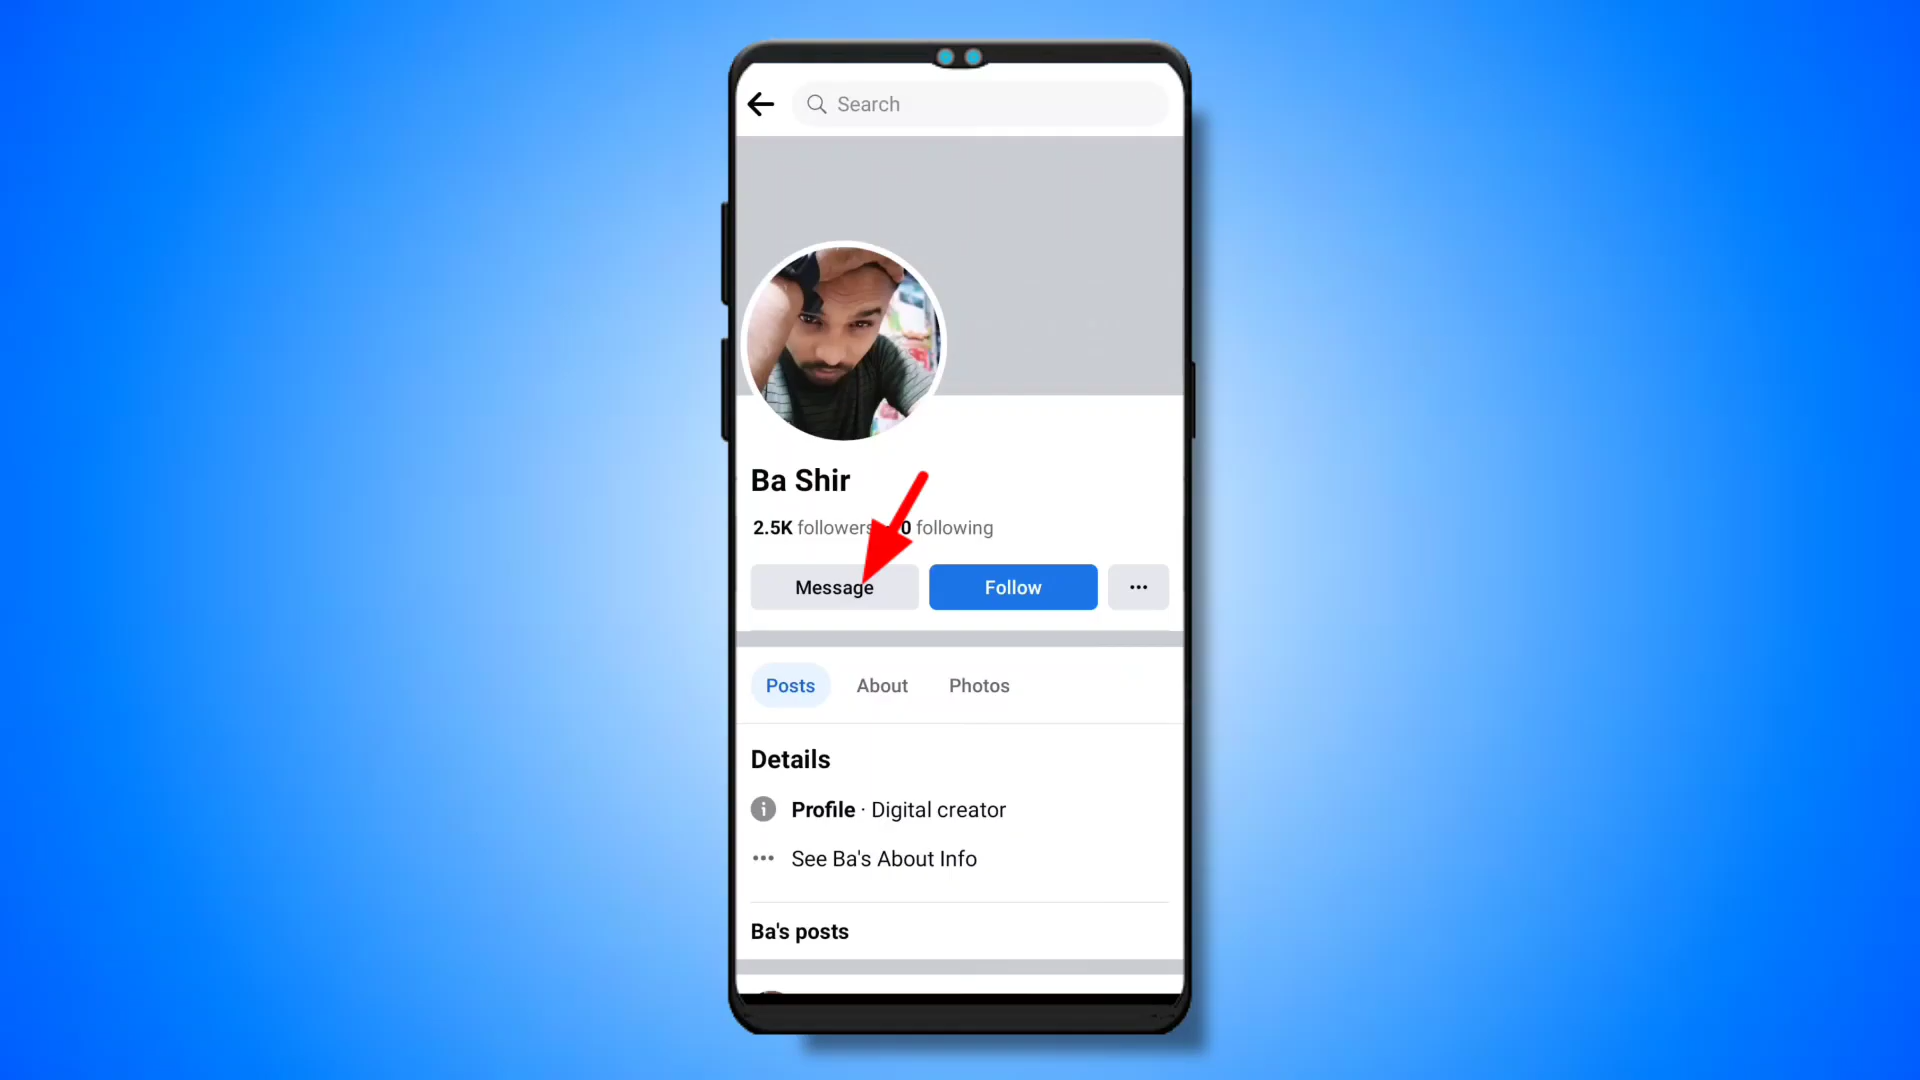 Search
Ba Shir
2.5K followers 0 following
Message Follow
Posts About Photos
Details
Profile · Digital creator
See Ba's About Info
Ba's posts